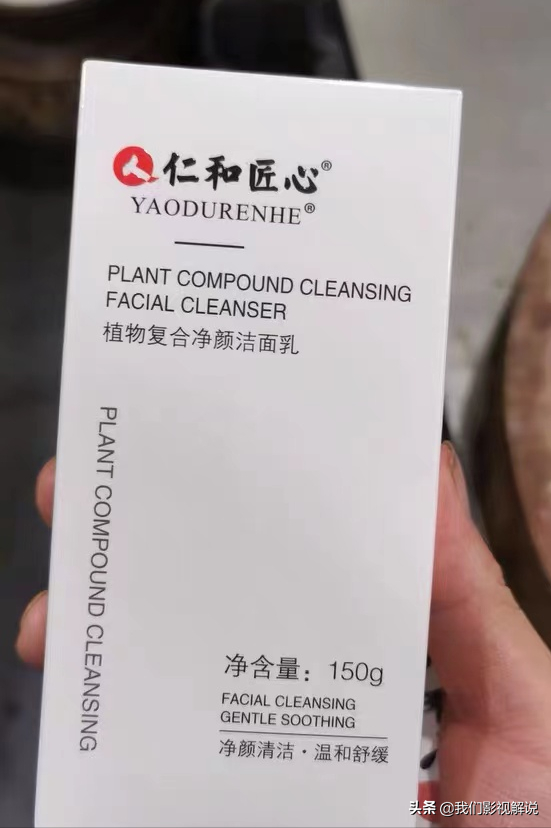 仁和匠心®
YAODURENHE®
PLANT COMPOUND CLEANSING
FACIAL CLEANSER
植物复合净颜洁面乳
PLANT COMPOUND CLEANSING
净含量：150g
FACIAL CLEANSING
GENTLE SOOTHING
净颜清洁·温和舒缓
头条 @我们影视解说